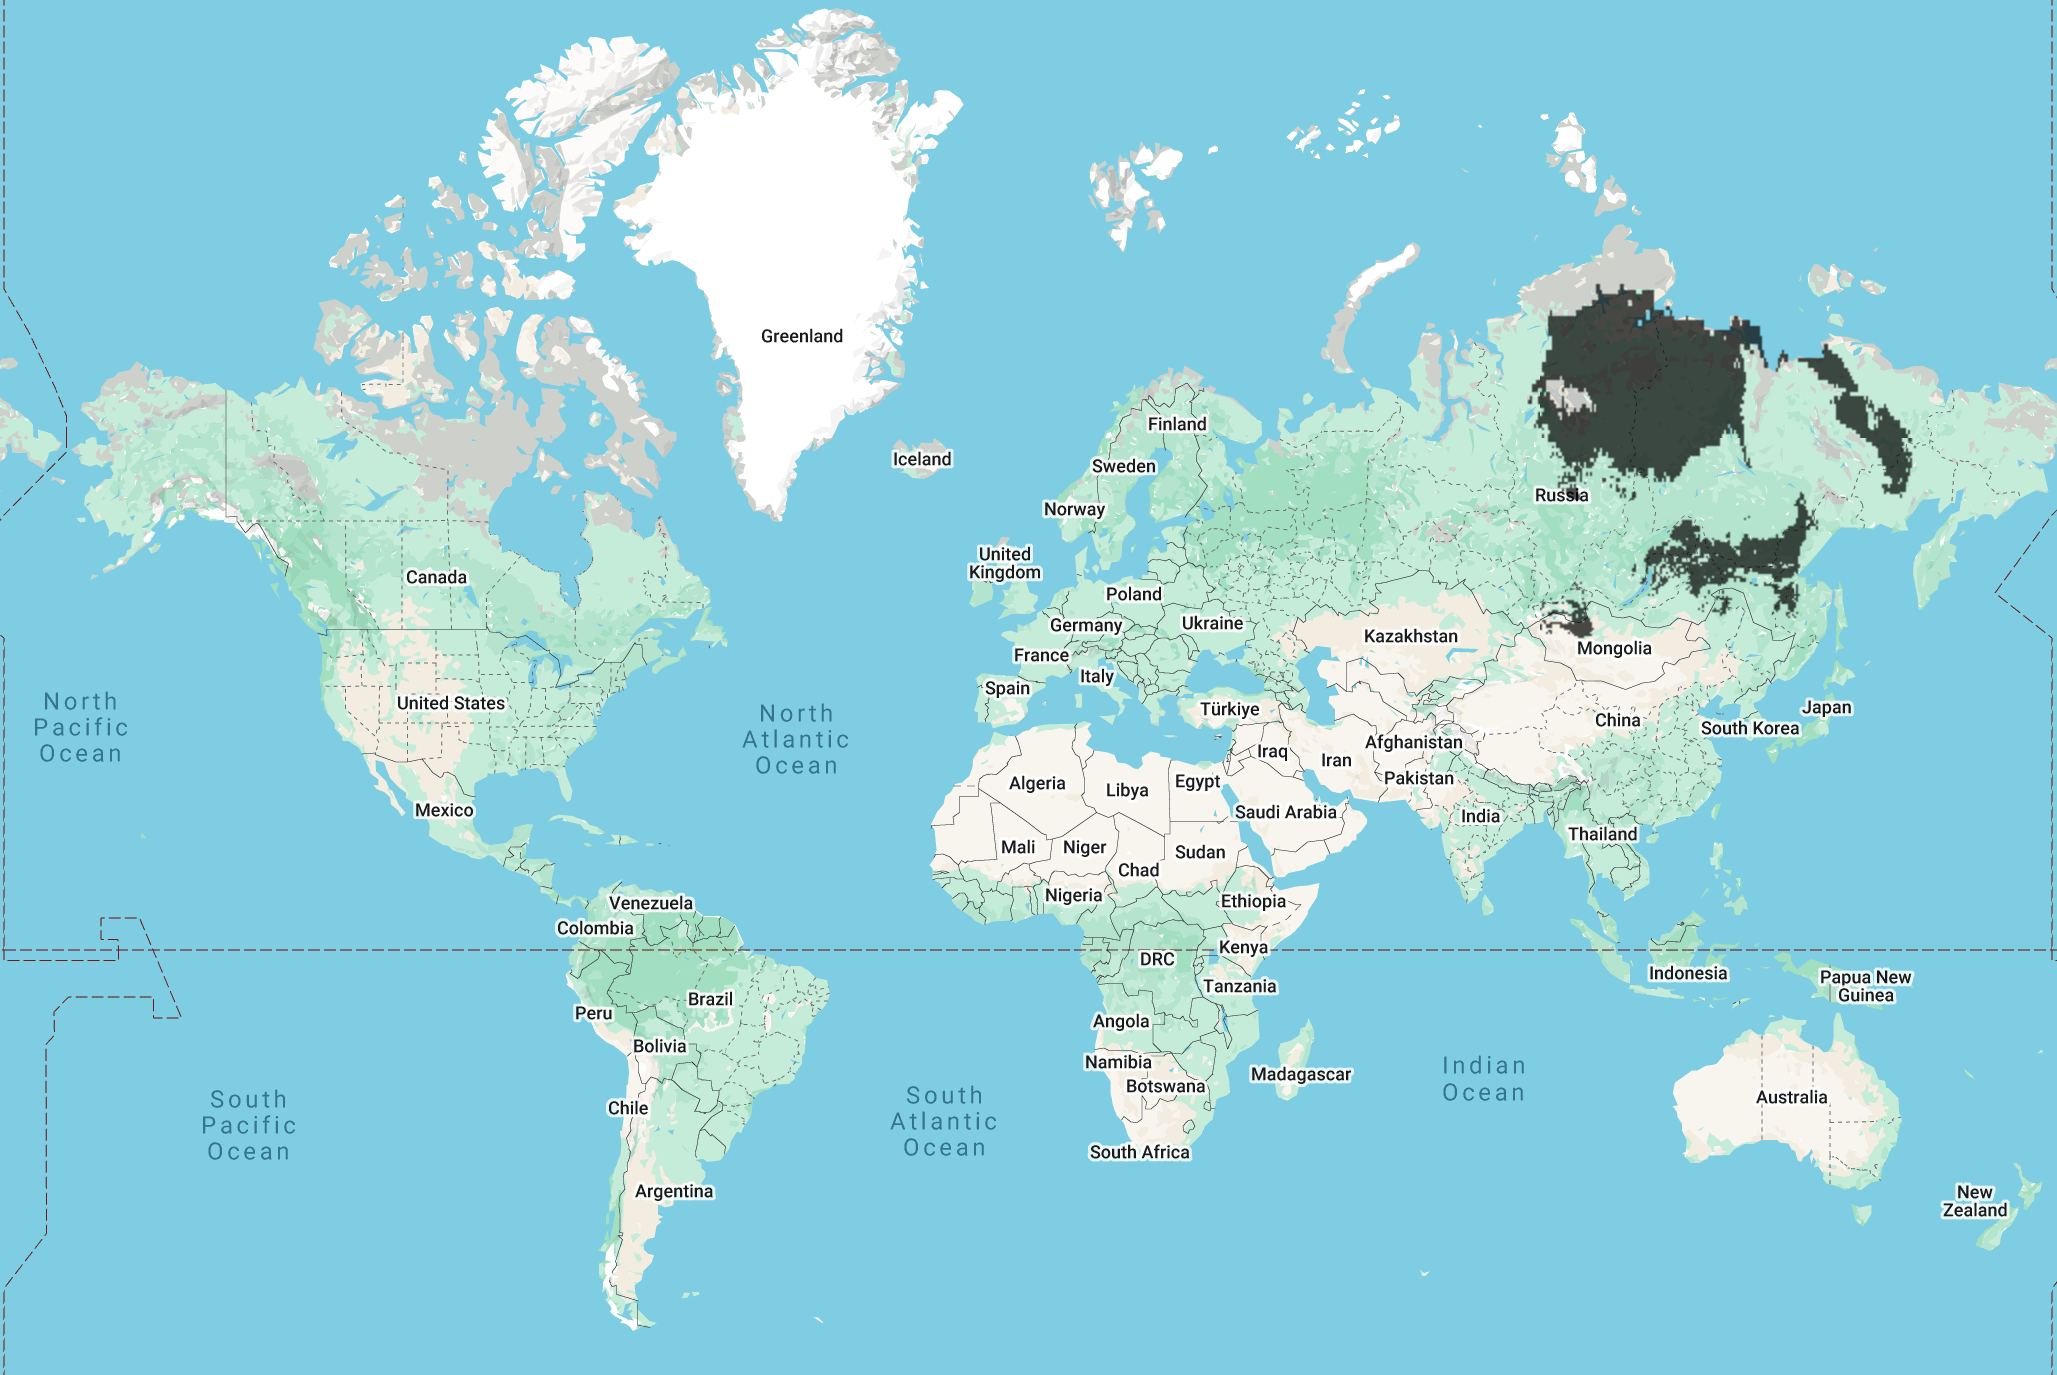 Greenland
Finland
Iceland
Sweden
Russia
Norway
United
Kingdom
Canada
Poland
Germany
Ukraine
Kazakhstan
Mongolia
France
Italy
Spain
United States
North
Pacific
Ocean
North
Atlantic
Ocean
Türkiye
Japan
China
South Korea
Afghanistan
Iraq
Iran
Pakistan
Algeria
Libya
Egypt
Mexico
Saudi Arabia
India
Thailand
Mali
Niger
Sudan
Chad
Nigeria
Ethiopia
Venezuela
Colombia
Kenya
DRC
Indonesia
Papua New
Guinea
Tanzania
Brazil
Peru
Angola
Bolivia
Namibia
Botswana
Madagascar
Indian
Ocean
Australia
Chile
South
Pacific
Ocean
South
Atlantic
Ocean
South Africa
Argentina
New
Zealand